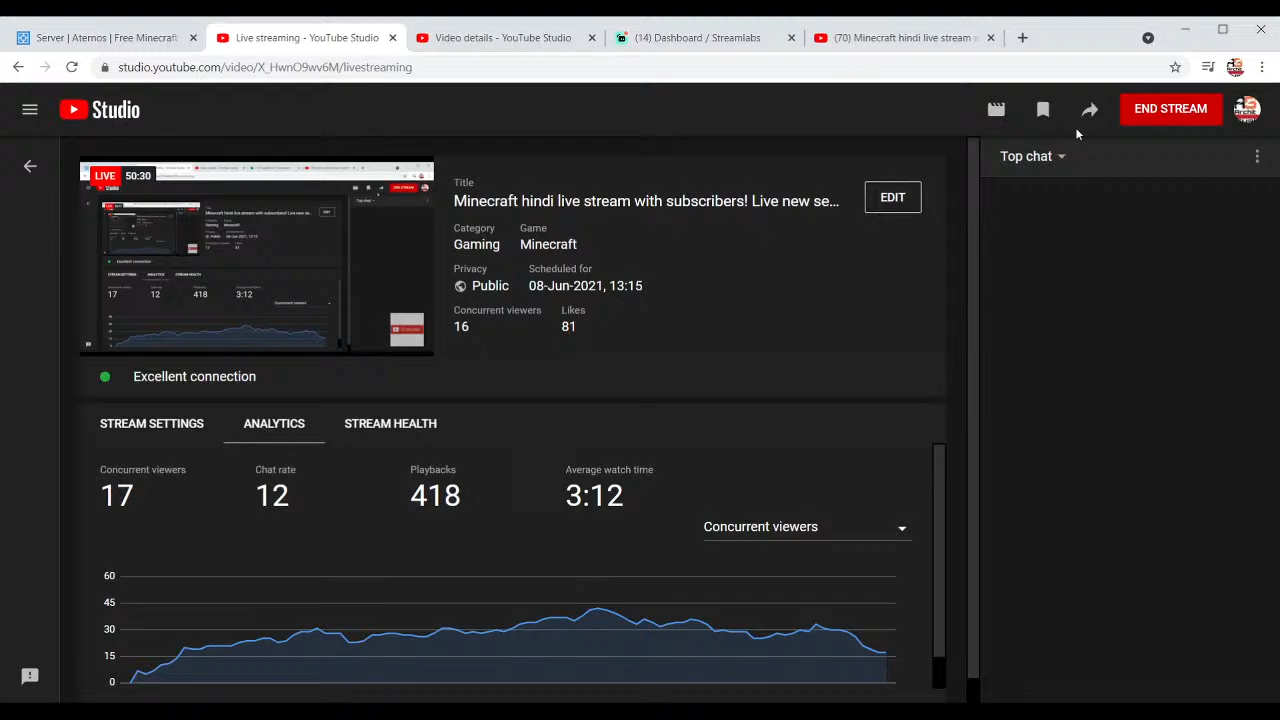 Server | Aternos | Free Minecraft
Live streaming - YouTube Studio
Video details - YouTube Studio
(14) Dashboard / Streamlabs
(70) Minecraft hindi live stream w
studio.youtube.com/video/X_HwnO9wv6M/livestreaming
Studio
END STREAM
Top chat
LIVE 50:30
Title
Minecraft hindi live stream with subscribers! Live new se...
EDIT
Category Game
Gaming Minecraft
Privacy Scheduled for
Public 08-Jun-2021, 13:15
Concurrent viewers Likes
16 81
Excellent connection
STREAM SETTINGS ANALYTICS STREAM HEALTH
Concurrent viewers Chat rate Playbacks Average watch time
17 12 418 3:12
Concurrent viewers
60
45
30
15
0